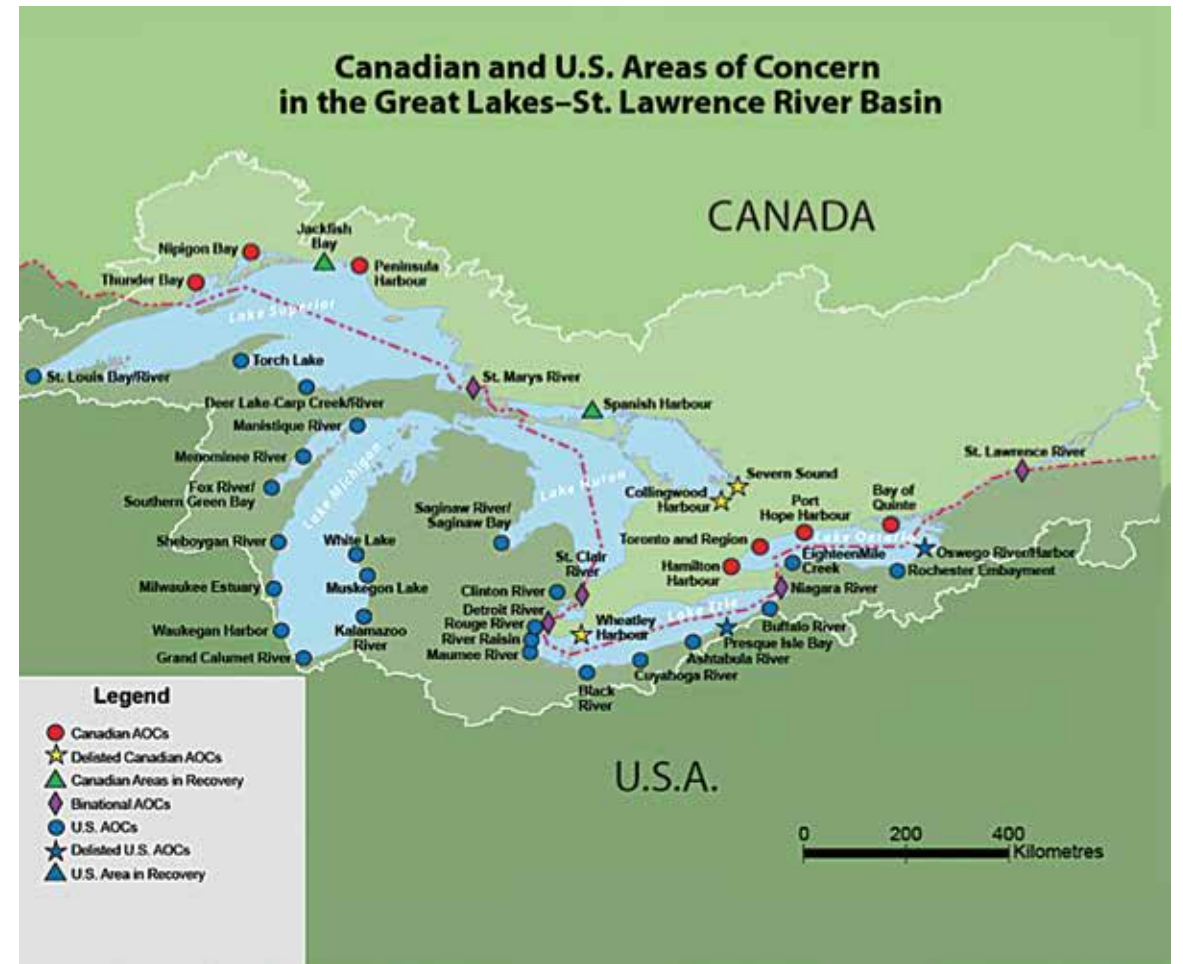 Canadian and U.S. Areas of Concern
in the Great Lakes–St. Lawrence River Basin
CANADA
Jackfish
Bay
Nipigon Bay
Peninsula
Harbour
Thunder Bay
Lake Superior
Torch Lake
St. Louis Bay/River
St. Marys River
Deer Lake-Carp Creek/River
Spanish Harbour
Manistique River
Menominee River
Lake Michigan
Lake Huron
St. Lawrence River
Severn Sound
Fox River/
Southern Green Bay
Collingwood
Harbour
Bay of
Quinte
Port
Hope Harbour
Saginaw River/
Saginaw Bay
Sheboygan River
White Lake
Toronto and Region
Lake Ontario
Oswego River/Harbor
St. Clair
River
EighteenMile
Creek
Hamilton
Harbour
Rochester Embayment
Milwaukee Estuary
Muskegon Lake
Clinton River
Niagara River
Detroit River
Lake Erie
Rouge River
Wheatley
Harbour
Buffalo River
Waukegan Harbor
Kalamazoo
River
River Raisin
Presque Isle Bay
Maumee River
Grand Calumet River
Ashtabula River
Cuyahoga River
Black
River
Legend
Canadian AOCs
Delisted Canadian AOCs
Canadian Areas in Recovery
Binational AOCs
U.S. AOCs
Delisted U.S. AOCs
U.S. Area in Recovery
U.S.A.
0 200 400
Kilometres